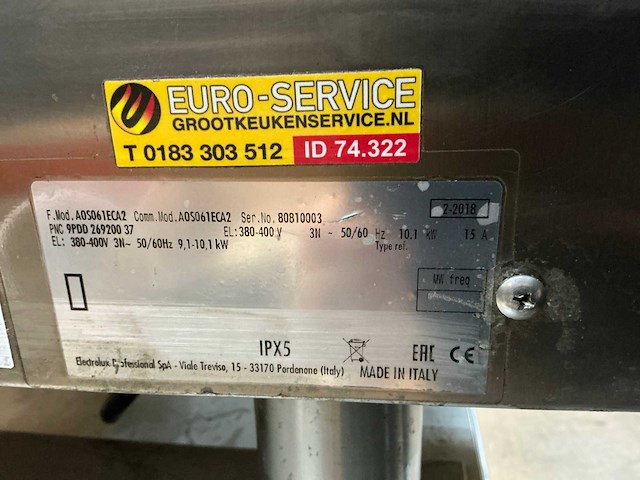 EURO-SERVICE
GROOTKEUKENSERVICE.NL
T 0183 303 512 ID 74.322
F.Mod. AOS061ECA2 Comm.Mod. AOS061ECA2 Ser.No. 80810003 2-2018
PNC 9PDD 269200 37 EL: 380-400 V 3N ~ 50/60 Hz 10.1 kW 15 A
EL: 380-400V 3N~ 50/60Hz 9,1-10,1 kW Type ref.
MW freq
IPX5 EAC CE
Electrolux Professional SpA - Viale Treviso, 15 - 33170 Pordenone (Italy) MADE IN ITALY